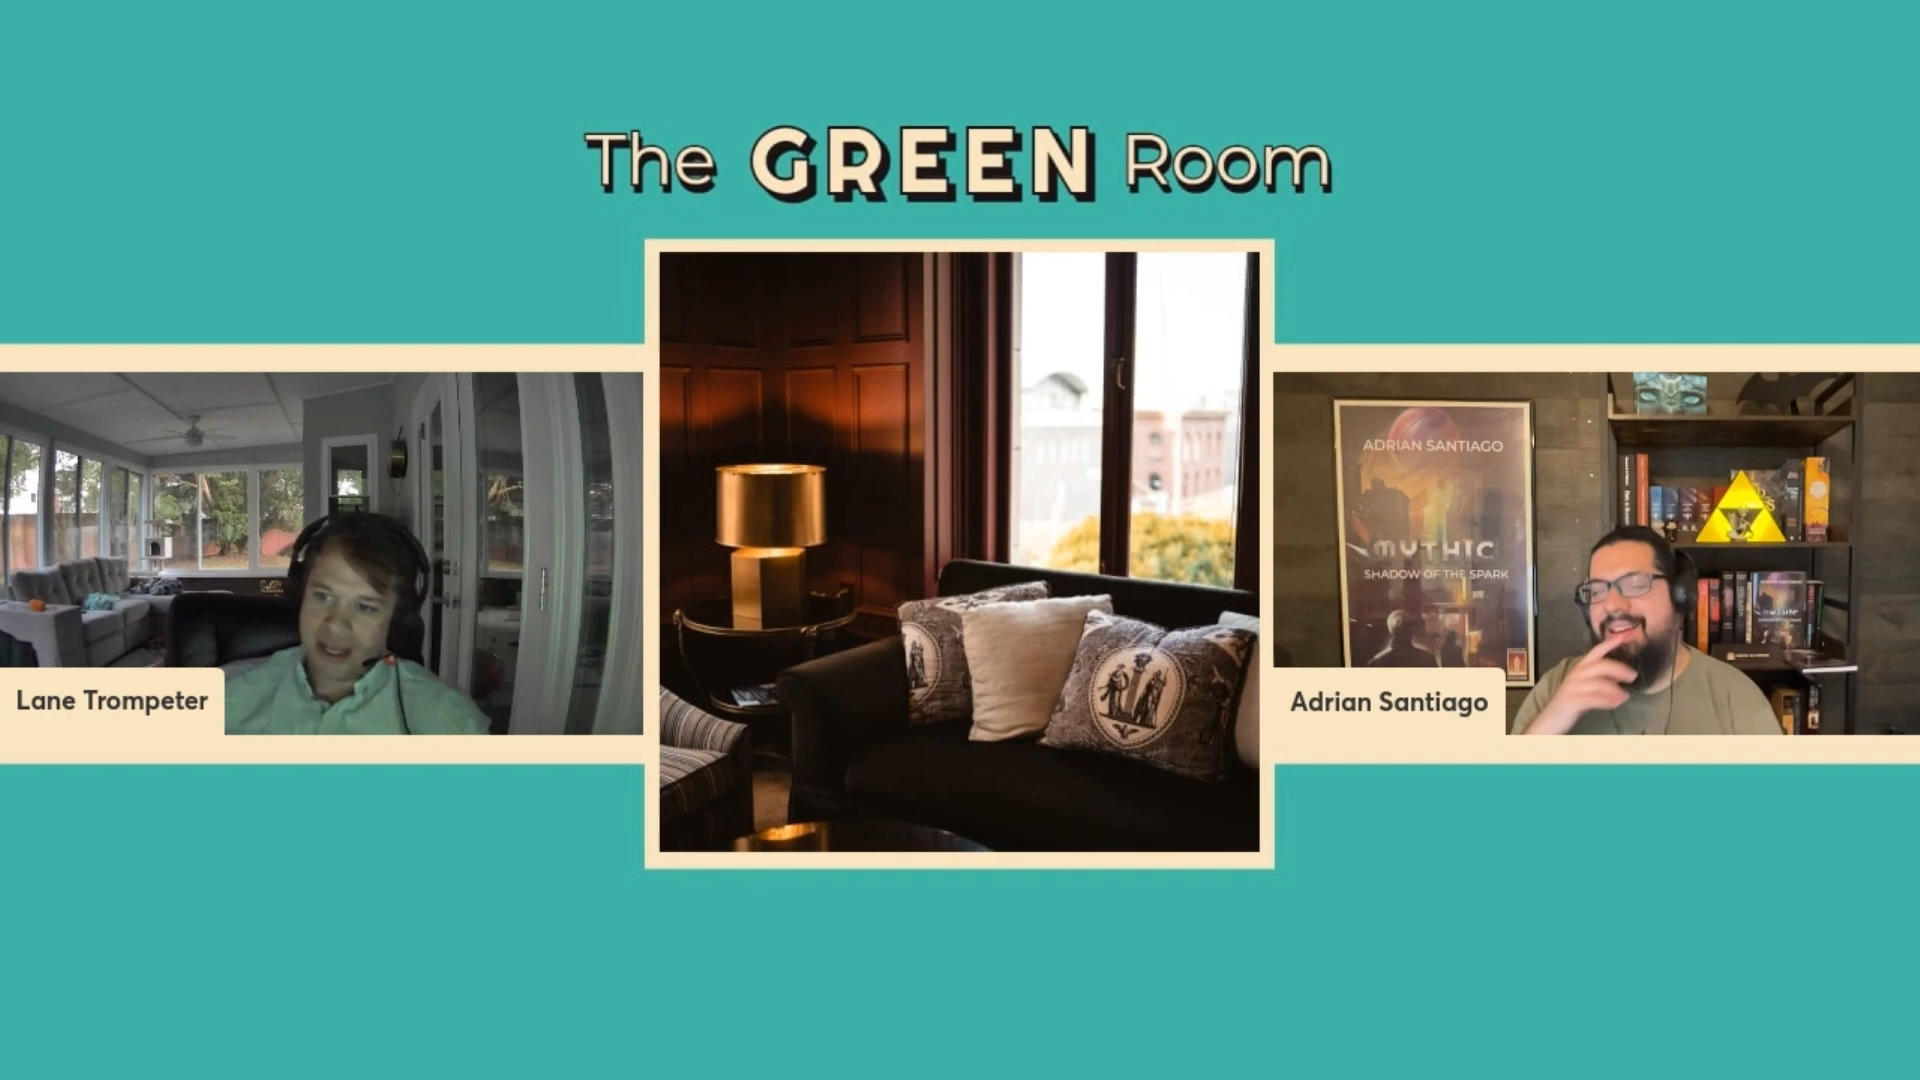 The GREEN Room
Lane Trompeter
ADRIAN SANTIAGO
MYTHIC
SHADOW OF THE SPARK
Adrian Santiago